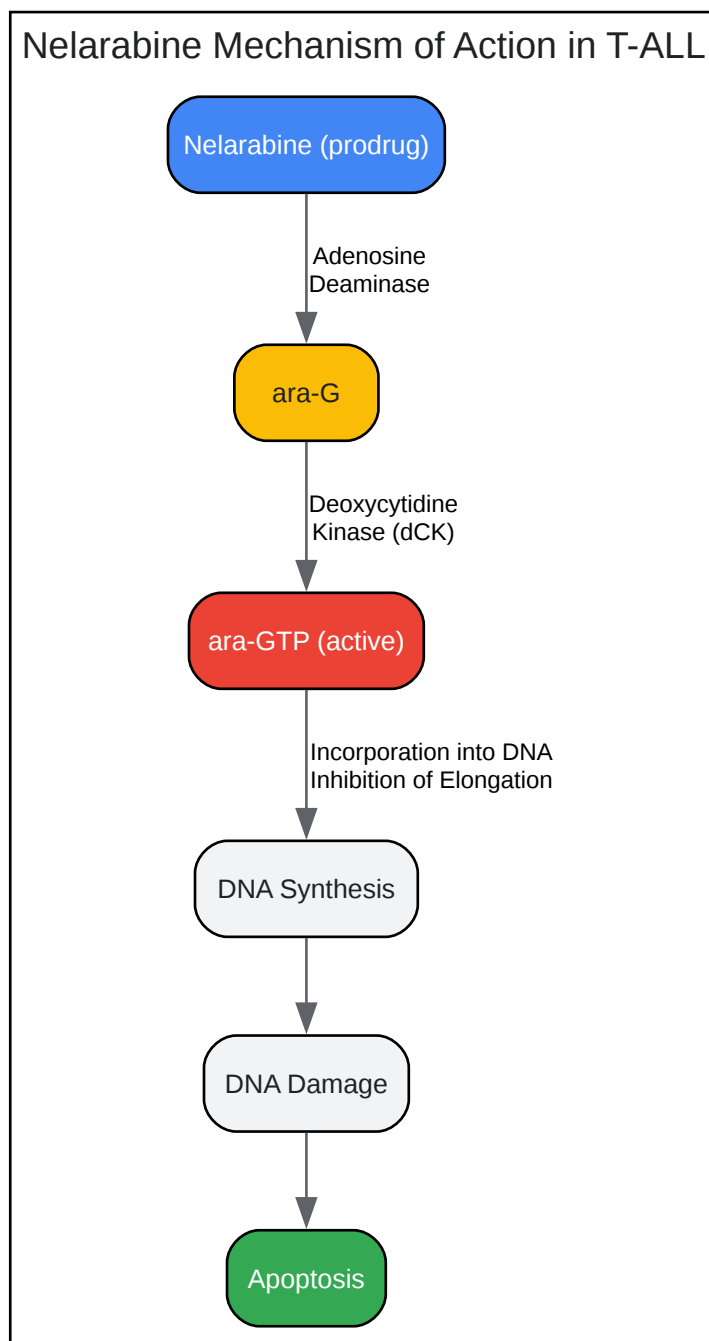 Nelarabine Mechanism of Action in T-ALL
Nelarabine (prodrug)
Adenosine
Deaminase
ara-G
Deoxycytidine
Kinase (dCK)
ara-GTP (active)
Incorporation into DNA
Inhibition of Elongation
DNA Synthesis
DNA Damage
Apoptosis